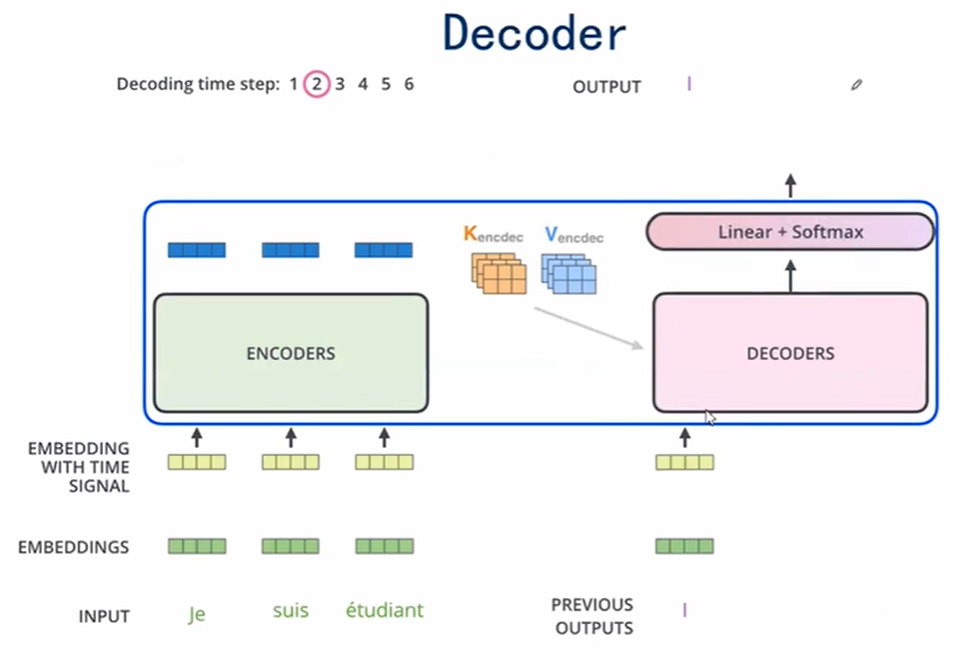 Decoder
Decoding time step: 1 2 3 4 5 6
OUTPUT I
Kencdec Vencdec
Linear + Softmax
ENCODERS
DECODERS
EMBEDDING
WITH TIME
SIGNAL
EMBEDDINGS
INPUT Je suis étudiant
PREVIOUS
OUTPUTS
I